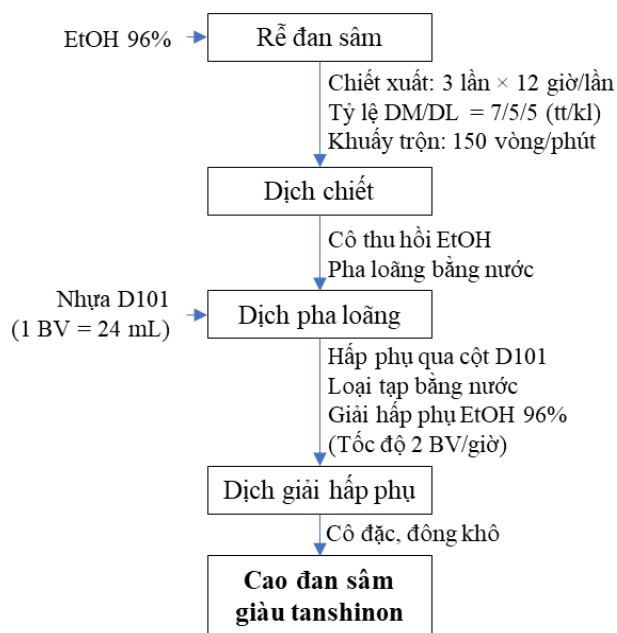 EtOH 96%
Rễ đan sâm
Chiết xuất: 3 lần × 12 giờ/lần
Tỷ lệ DM/DL = 7/5/5 (tt/kl)
Khuấy trộn: 150 vòng/phút
Dịch chiết
Cô thu hồi EtOH
Pha loãng bằng nước
Nhựa D101
(1 BV = 24 mL)
Dịch pha loãng
Hấp phụ qua cột D101
Loại tạp bằng nước
Giải hấp phụ EtOH 96%
(Tốc độ 2 BV/giờ)
Dịch giải hấp phụ
Cô đặc, đông khô
Cao đan sâm
giàu tanshinon